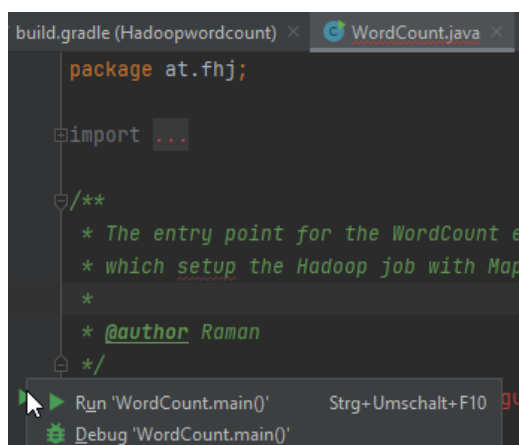 build.gradle (Hadoopwordcount) WordCount.java
package at.fhj;
import ...
/**
* The entry point for the WordCount e
* which setup the Hadoop job with Map
*
* @author Raman
*/
Run 'WordCount.main()' Strg+Umschalt+F10
Debug 'WordCount.main()'